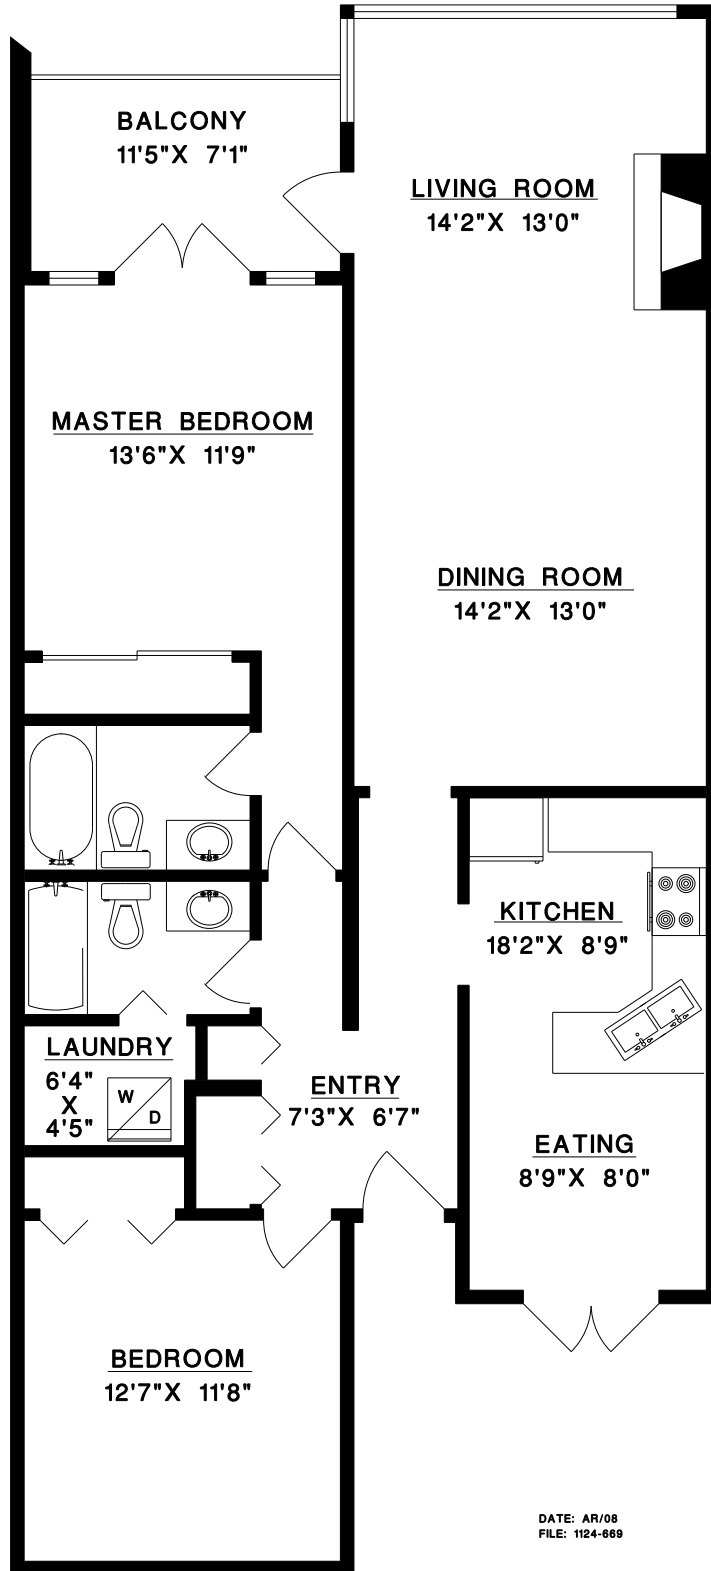 BALCONY
11'5"X 7'1"
LIVING ROOM
14'2"X 13'0"
MASTER BEDROOM
13'6"X 11'9"
DINING ROOM
14'2"X 13'0"
KITCHEN
18'2"X 8'9"
LAUNDRY
6'4"
X
4'5"
W
D
ENTRY
7'3"X 6'7"
EATING
8'9"X 8'0"
BEDROOM
12'7"X 11'8"
DATE: AR/08
FILE: 1124-669